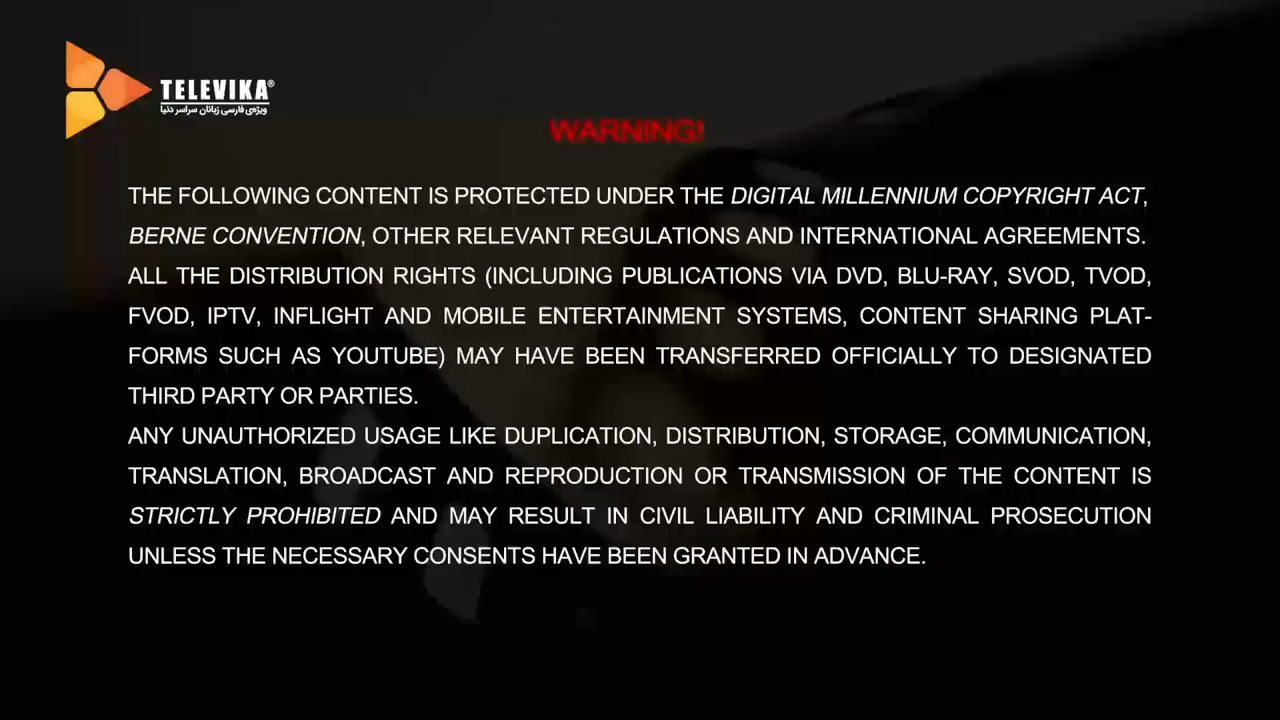 TELEVIKA®
ویژه‌ی فارسی زبانان سراسر دنیا
WARNING!
THE FOLLOWING CONTENT IS PROTECTED UNDER THE DIGITAL MILLENNIUM COPYRIGHT ACT,
BERNE CONVENTION, OTHER RELEVANT REGULATIONS AND INTERNATIONAL AGREEMENTS.
ALL THE DISTRIBUTION RIGHTS (INCLUDING PUBLICATIONS VIA DVD, BLU-RAY, SVOD, TVOD,
FVOD, IPTV, INFLIGHT AND MOBILE ENTERTAINMENT SYSTEMS, CONTENT SHARING PLAT-
FORMS SUCH AS YOUTUBE) MAY HAVE BEEN TRANSFERRED OFFICIALLY TO DESIGNATED
THIRD PARTY OR PARTIES.
ANY UNAUTHORIZED USAGE LIKE DUPLICATION, DISTRIBUTION, STORAGE, COMMUNICATION,
TRANSLATION, BROADCAST AND REPRODUCTION OR TRANSMISSION OF THE CONTENT IS
STRICTLY PROHIBITED AND MAY RESULT IN CIVIL LIABILITY AND CRIMINAL PROSECUTION
UNLESS THE NECESSARY CONSENTS HAVE BEEN GRANTED IN ADVANCE.